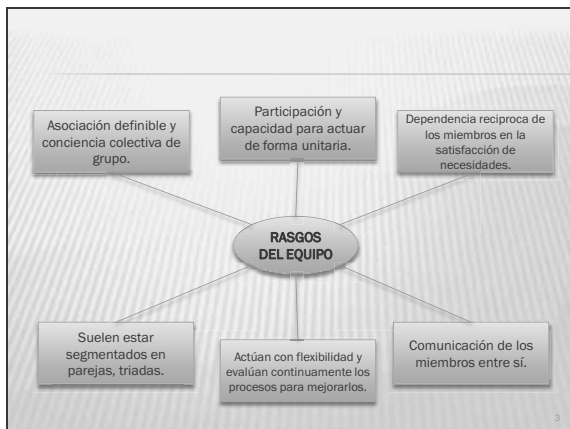 Asociación definible y
conciencia colectiva de
grupo.
Participación y
capacidad para actuar
de forma unitaria.
Dependencia reciproca de
los miembros en la
satisfacción de
necesidades.
RASGOS
DEL EQUIPO
Suelen estar
segmentados en
parejas, triadas.
Actúan con flexibilidad y
evalúan continuamente los
procesos para mejorarlos.
Comunicación de los
miembros entre sí.
3